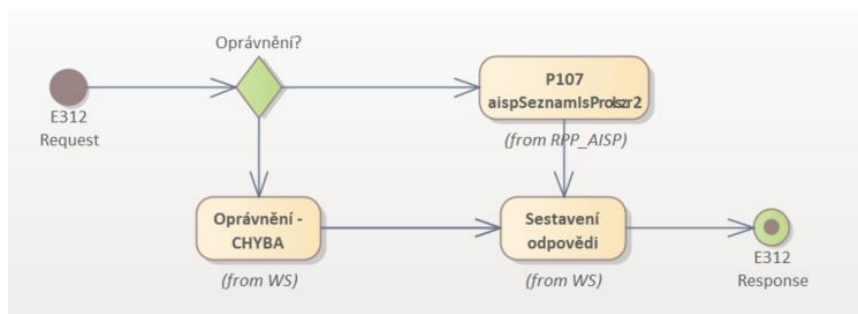 Oprávnění?
P107
aispSeznamIsProIszr2
(from RPP_AISP)
E312
Request
Oprávnění -
CHYBA
(from WS)
Sestavení
odpovědi
(from WS)
E312
Response